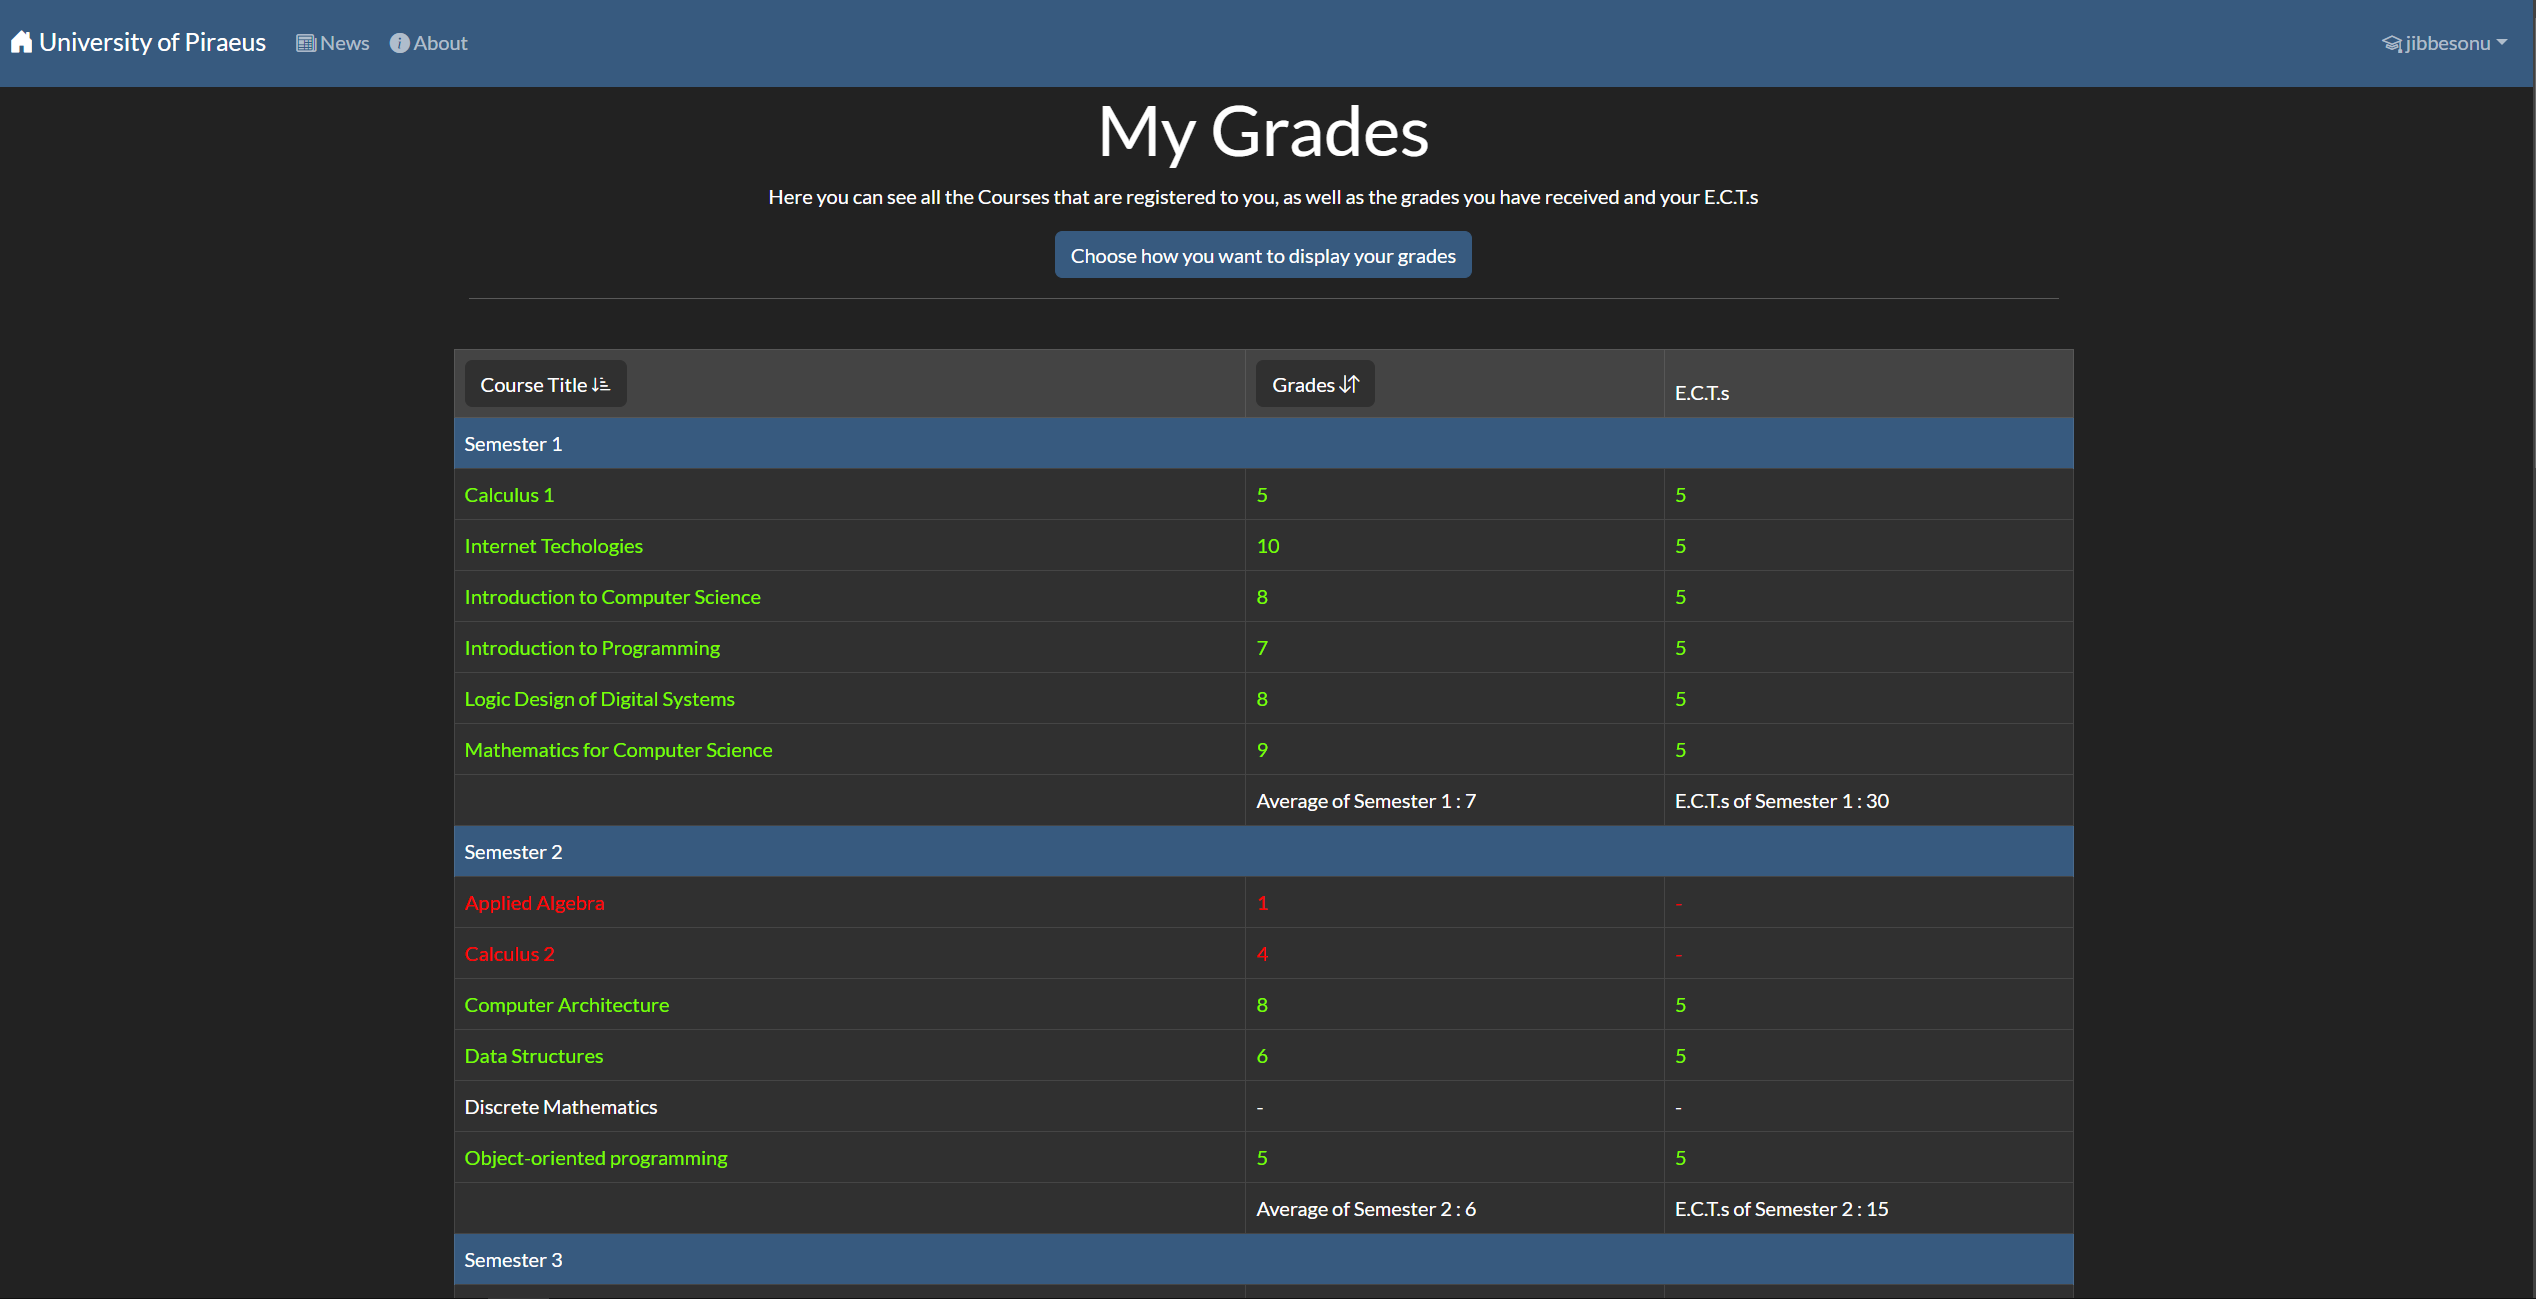 University of Piraeus News About jibbesonu
My Grades
Here you can see all the Courses that are registered to you, as well as the grades you have received and your E.C.T.s
Choose how you want to display your grades
Course Title Grades E.C.T.s
Semester 1
Calculus 1 5 5
Internet Techologies 10 5
Introduction to Computer Science 8 5
Introduction to Programming 7 5
Logic Design of Digital Systems 8 5
Mathematics for Computer Science 9 5
Average of Semester 1 : 7 E.C.T.s of Semester 1 : 30
Semester 2
Applied Algebra 1 -
Calculus 2 4 -
Computer Architecture 8 5
Data Structures 6 5
Discrete Mathematics - -
Object-oriented programming 5 5
Average of Semester 2 : 6 E.C.T.s of Semester 2 : 15
Semester 3